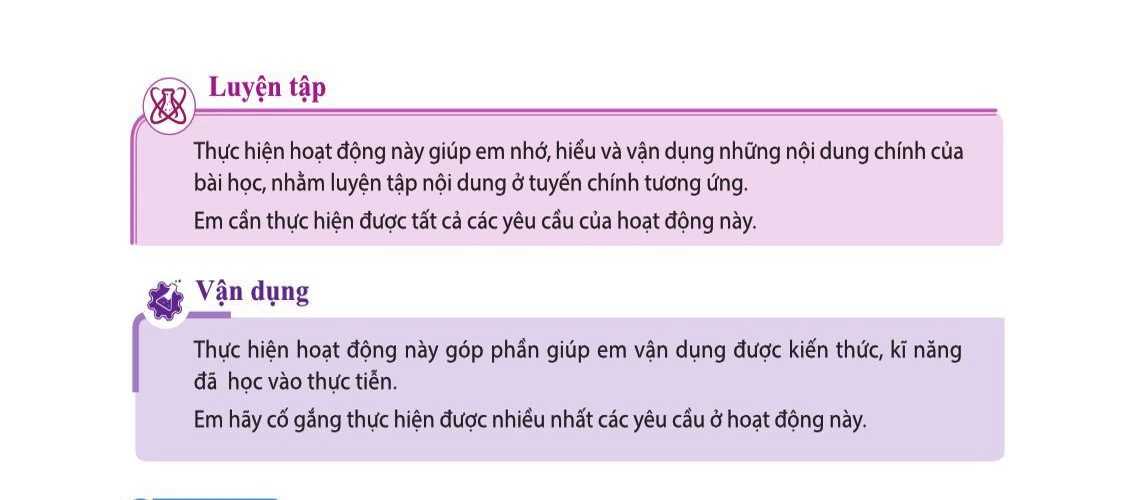 Luyện tập
Thực hiện hoạt động này giúp em nhớ, hiểu và vận dụng những nội dung chính của
bài học, nhằm luyện tập nội dung ở tuyến chính tương ứng.
Em cần thực hiện được tất cả các yêu cầu của hoạt động này.
Vận dụng
Thực hiện hoạt động này góp phần giúp em vận dụng được kiến thức, kĩ năng
đã học vào thực tiễn.
Em hãy cố gắng thực hiện được nhiều nhất các yêu cầu ở hoạt động này.